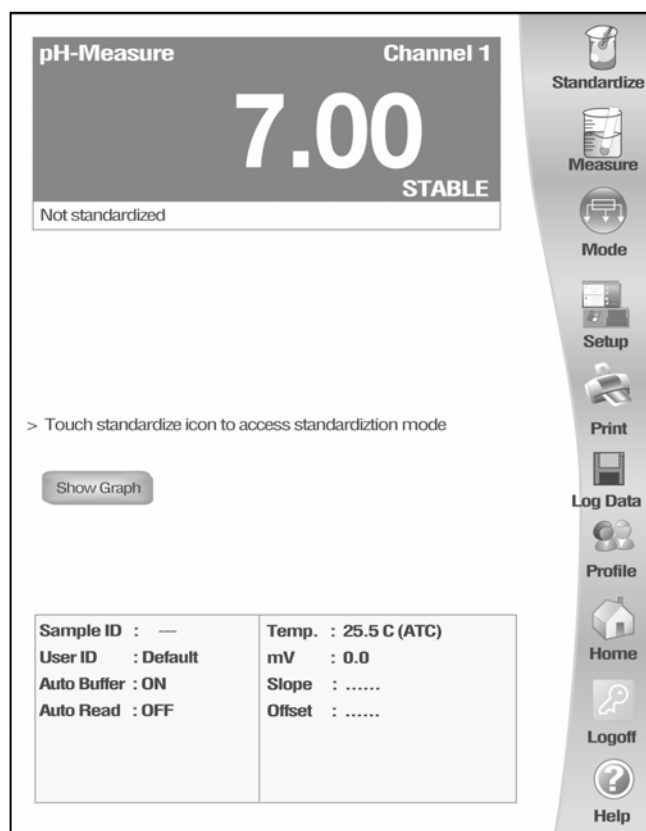 pH-Measure Channel 1
7.00
STABLE
Not standardized
> Touch standardize icon to access standardiztion mode
Show Graph
Sample ID : ---
User ID : Default
Auto Buffer : ON
Auto Read : OFF
Temp. : 25.5 C (ATC)
mV : 0.0
Slope : ......
Offset : ......
Standardize
Measure
Mode
Setup
Print
Log Data
Profile
Home
Logoff
? 
Help